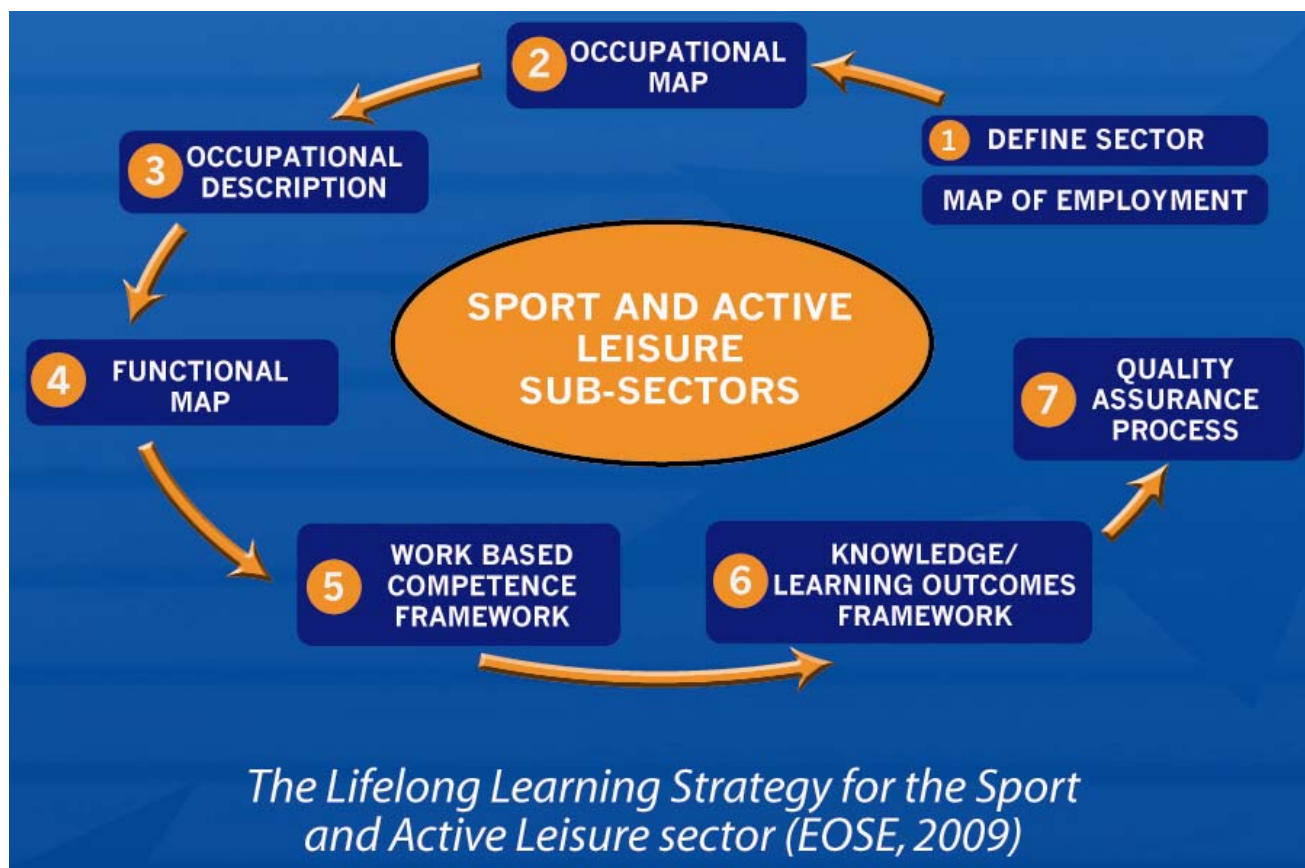 1 DEFINE SECTOR
MAP OF EMPLOYMENT
2 OCCUPATIONAL
MAP
3 OCCUPATIONAL
DESCRIPTION
4 FUNCTIONAL
MAP
5 WORK BASED
COMPETENCE
FRAMEWORK
6 KNOWLEDGE/
LEARNING OUTCOMES
FRAMEWORK
7 QUALITY
ASSURANCE
PROCESS
SPORT AND ACTIVE
LEISURE
SUB-SECTORS
The Lifelong Learning Strategy for the Sport
and Active Leisure sector (EOSE, 2009)